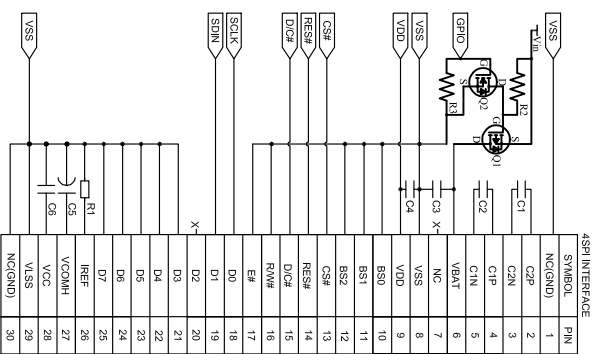 4SPI INTERFACE
SYMBOL PIN
NC(GND) 1
C2P 2
C2N 3
C1P 4
C1N 5
VBAT 6
NC 7
VSS 8
VDD 9
BS0 10
BS1 11
BS2 12
CS# 13
RES# 14
D/C# 15
R/W# 16
E# 17
D0 18
D1 19
D2 20
D3 21
D4 22
D5 23
D6 24
D7 25
IREF 26
VCOMH 27
VCC 28
VLSS 29
NC(GND) 30
VSS
Vin
GPIO
VSS
VDD
CS#
RES#
D/C#
SCLK
SDIN
VSS
R2
Q1
G
S
D
Q2
G
D
S
R3
C1
C2
C3
C4
X
X
R1
C5
C6